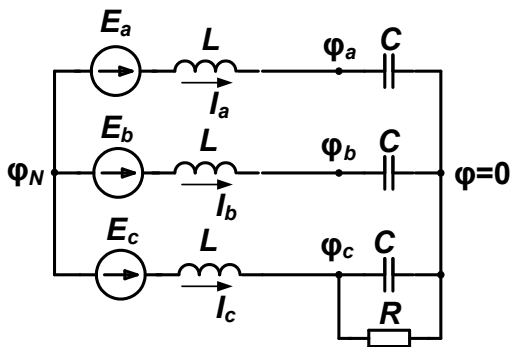 Ea L φa C
Ia
Eb L φb C
φN φ=0
Ib
Ec L φc C
Ic R